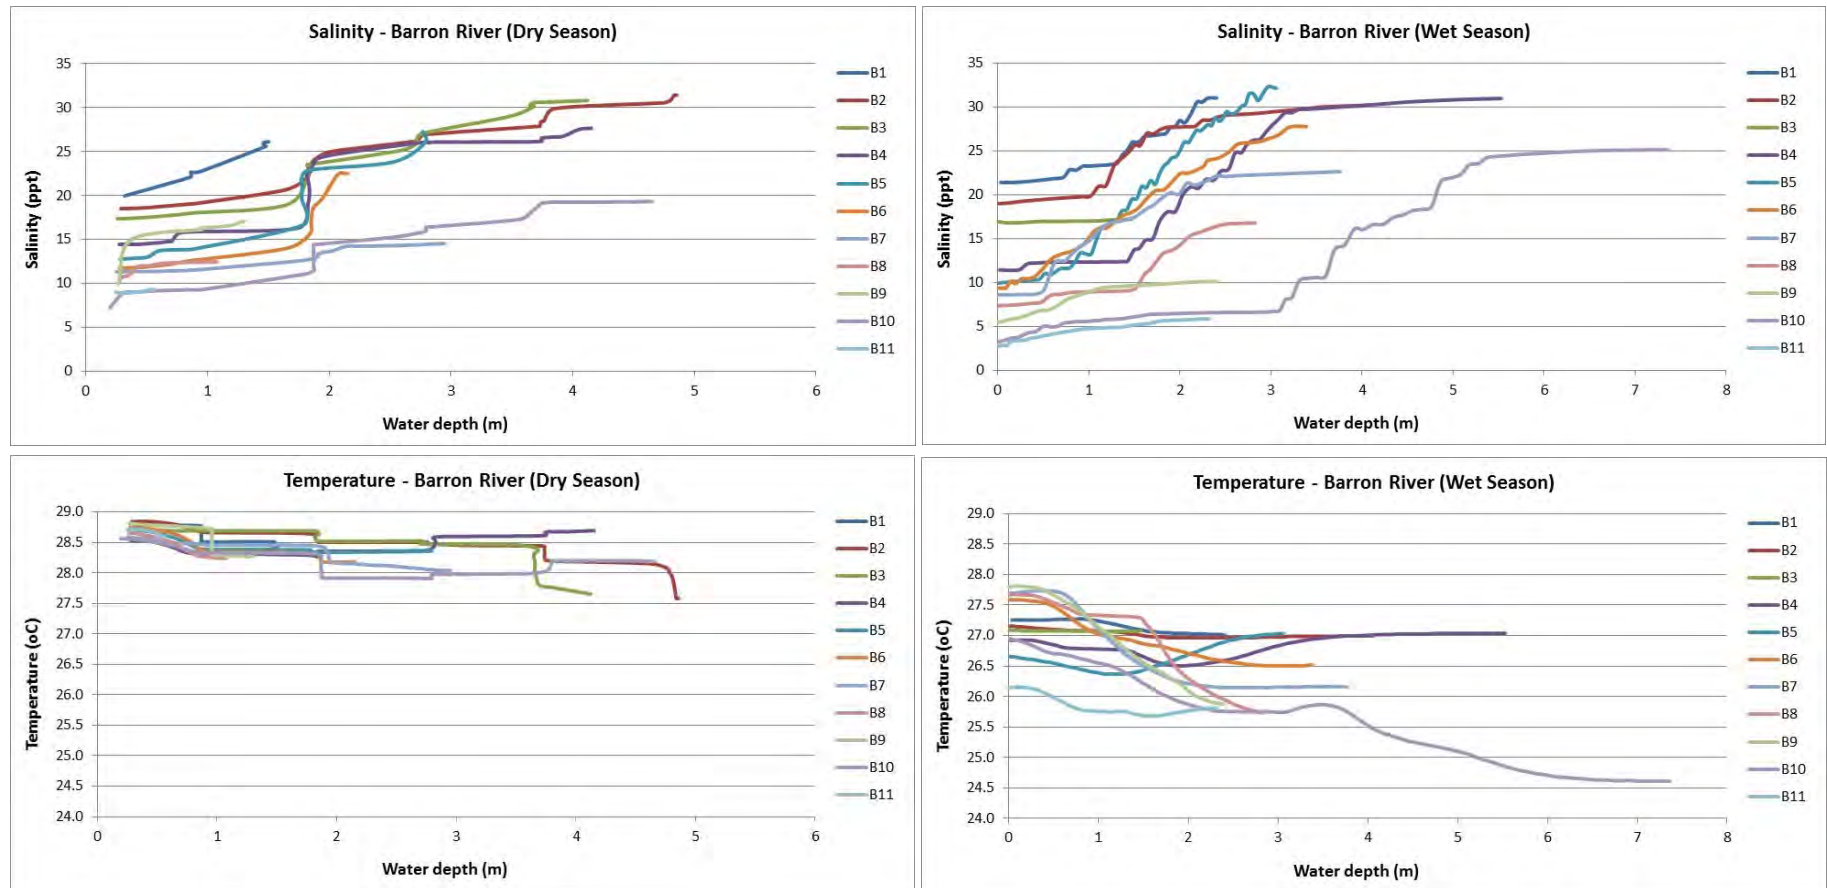 Salinity - Barron River (Dry Season)
35
30
25
20
15
10
5
0
0 1 2 3 4 5 6
Salinity (ppt)
Water depth (m)
B1
B2
B3
B4
B5
B6
B7
B8
B9
B10
B11
Salinity - Barron River (Wet Season)
35
30
25
20
15
10
5
0
0 1 2 3 4 5 6 7 8
Salinity (ppt)
Water depth (m)
B1
B2
B3
B4
B5
B6
B7
B8
B9
B10
B11
Temperature - Barron River (Dry Season)
29.0
28.5
28.0
27.5
27.0
26.5
26.0
25.5
25.0
24.5
24.0
0 1 2 3 4 5 6
Temperature (oC)
Water depth (m)
B1
B2
B3
B4
B5
B6
B7
B8
B9
B10
B11
Temperature - Barron River (Wet Season)
29.0
28.5
28.0
27.5
27.0
26.5
26.0
25.5
25.0
24.5
24.0
0 1 2 3 4 5 6 7 8
Temperature (oC)
Water depth (m)
B1
B2
B3
B4
B5
B6
B7
B8
B9
B10
B11